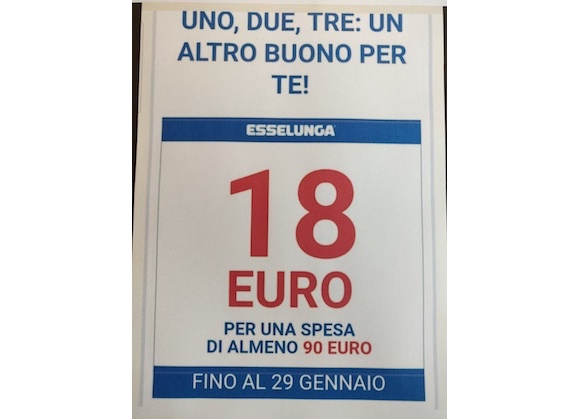 UNO, DUE, TRE: UN
ALTRO BUONO PER
TE!
ESSELUNGA
18
EURO
PER UNA SPESA
DI ALMENO 90 EURO
FINO AL 29 GENNAIO